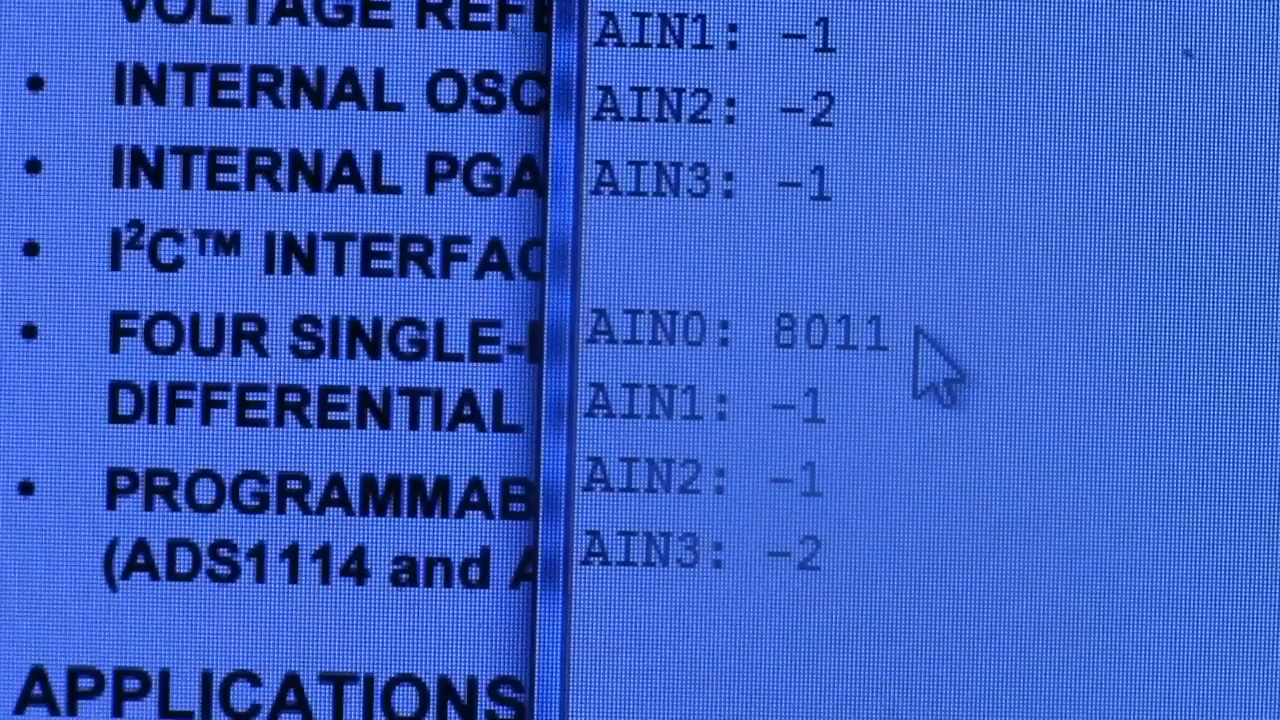 VOLTAGE REF
• INTERNAL OSC
• INTERNAL PGA
• I²C™ INTERFAC
• FOUR SINGLE-
DIFFERENTIAL
• PROGRAMMAB
(ADS1114 and A
APPLICATIONS
AIN1: -1
AIN2: -2
AIN3: -1
AIN0: 8011
AIN1: -1
AIN2: -1
AIN3: -2